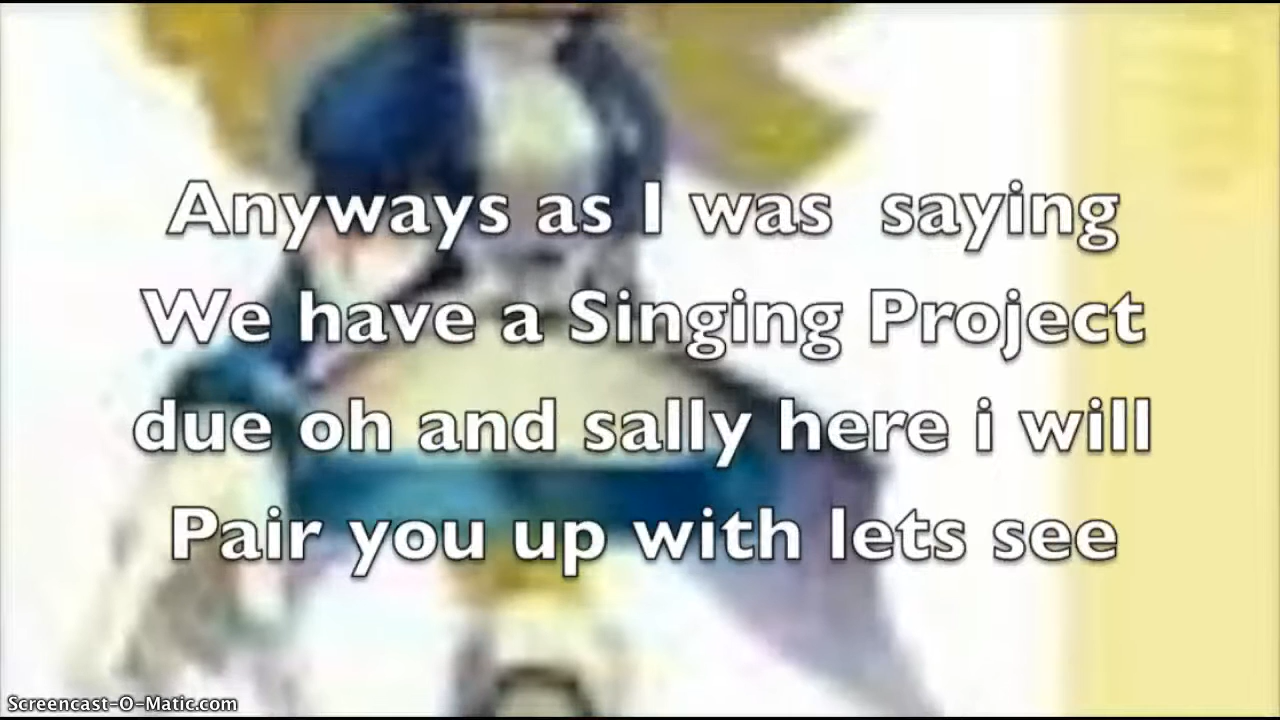 Anyways as I was  saying
We have a Singing Project
due oh and sally here i will
Pair you up with lets see
Screencast-O-Matic.com